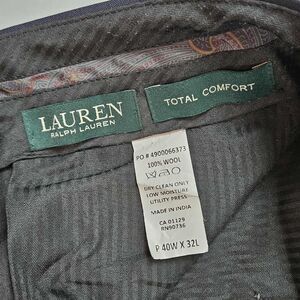 LAUREN
RALPH LAUREN
TOTAL COMFORT
PO # 4900066373
100% WOOL
DRY CLEAN ONLY
LOW MOISTURE
UTILITY PRESS
MADE IN INDIA
CA 01129
RN90736
P 40W X 32L